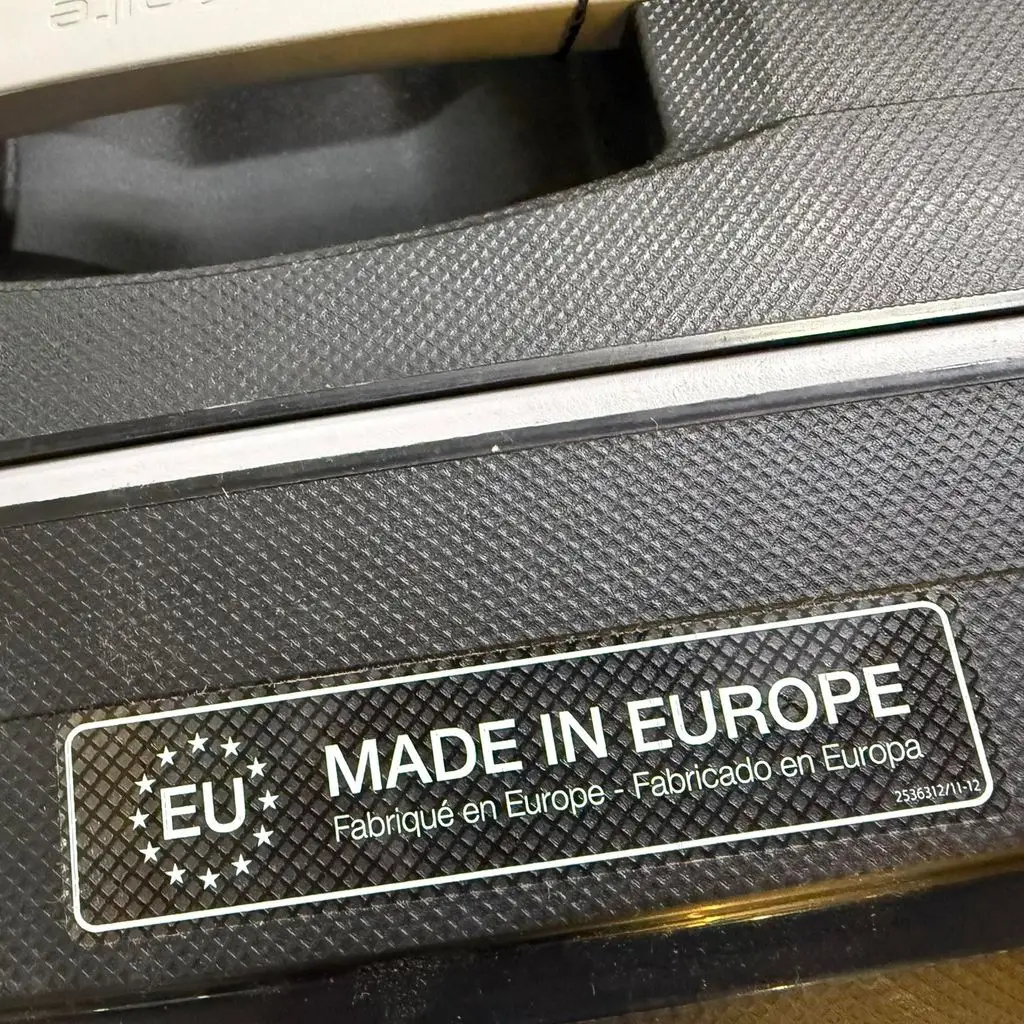 EU
MADE IN EUROPE
Fabriqué en Europe - Fabricado en Europa
2536312/11-12